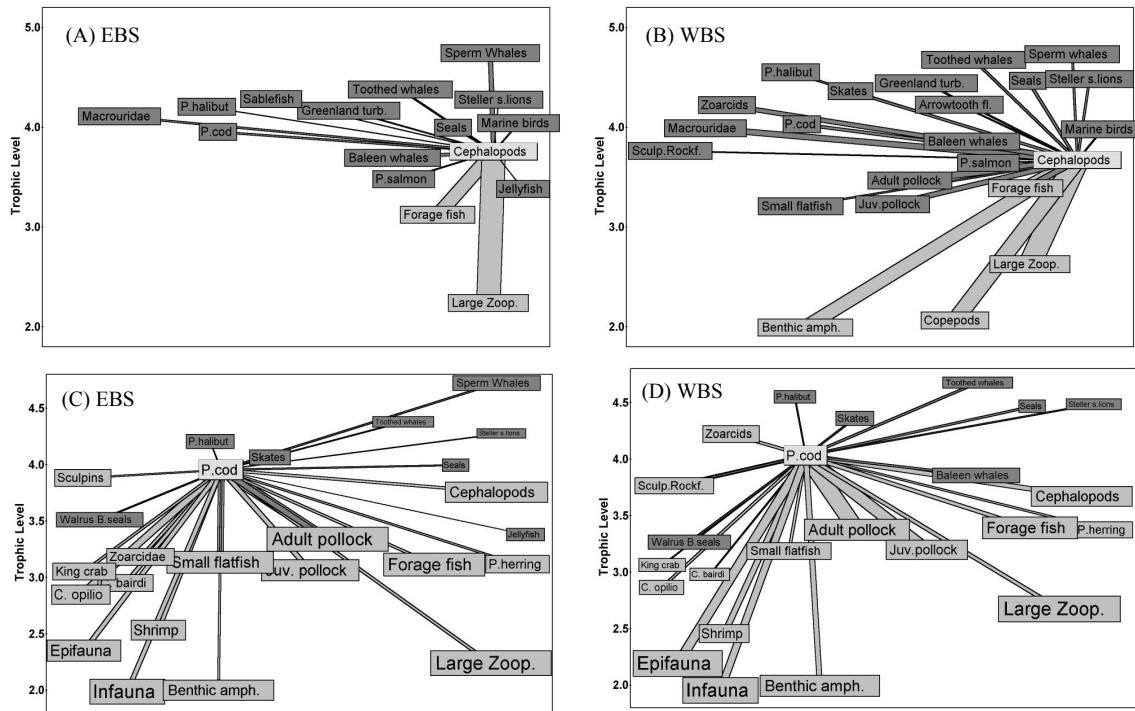 (A) EBS
5.0
4.0
3.0
2.0
Trophic Level
Sperm Whales
Toothed whales
Steller s.lions
Sablefish
P.halibut
Greenland turb.
Macrouridae
P.cod
Seals
Marine birds
Cephalopods
Baleen whales
P.salmon
Jellyfish
Forage fish
Large Zoop.
(B) WBS
5.0
4.0
3.0
2.0
Trophic Level
Sperm whales
Toothed whales
P.halibut
Seals
Steller s.lions
Skates
Greenland turb.
Zoarcids
Arrowtooth fl.
P.cod
Macrouridae
Marine birds
Baleen whales
Sculp.Rockf.
P.salmon
Cephalopods
Adult pollock
Forage fish
Small flatfish
Juv.pollock
Large Zoop.
Benthic amph.
Copepods
(C) EBS
4.5
4.0
3.5
3.0
2.5
2.0
Trophic Level
Sperm Whales
Toothed whales
P.halibut
Steller s.lions
Skates
Seals
P.cod
Sculpins
Cephalopods
Walrus B.seals
Jellyfish
Adult pollock
Zoarcidae
Small flatfish
Juv. pollock
Forage fish
P.herring
King crab
bairdi
C. opilio
Shrimp
Epifauna
Large Zoop.
Infauna
Benthic amph.
(D) WBS
4.5
4.0
3.5
3.0
2.5
2.0
Trophic Level
Toothed whales
P.halibut
Seals
Steller s.lions
Skates
Zoarcids
P.cod
Baleen whales
Sculp.Rockf.
Cephalopods
Adult pollock
Forage fish
P.herring
Walrus B.seals
Small flatfish
Juv.pollock
King crab
C. bairdi
C. opilio
Large Zoop.
Shrimp
Epifauna
Infauna
Benthic amph.